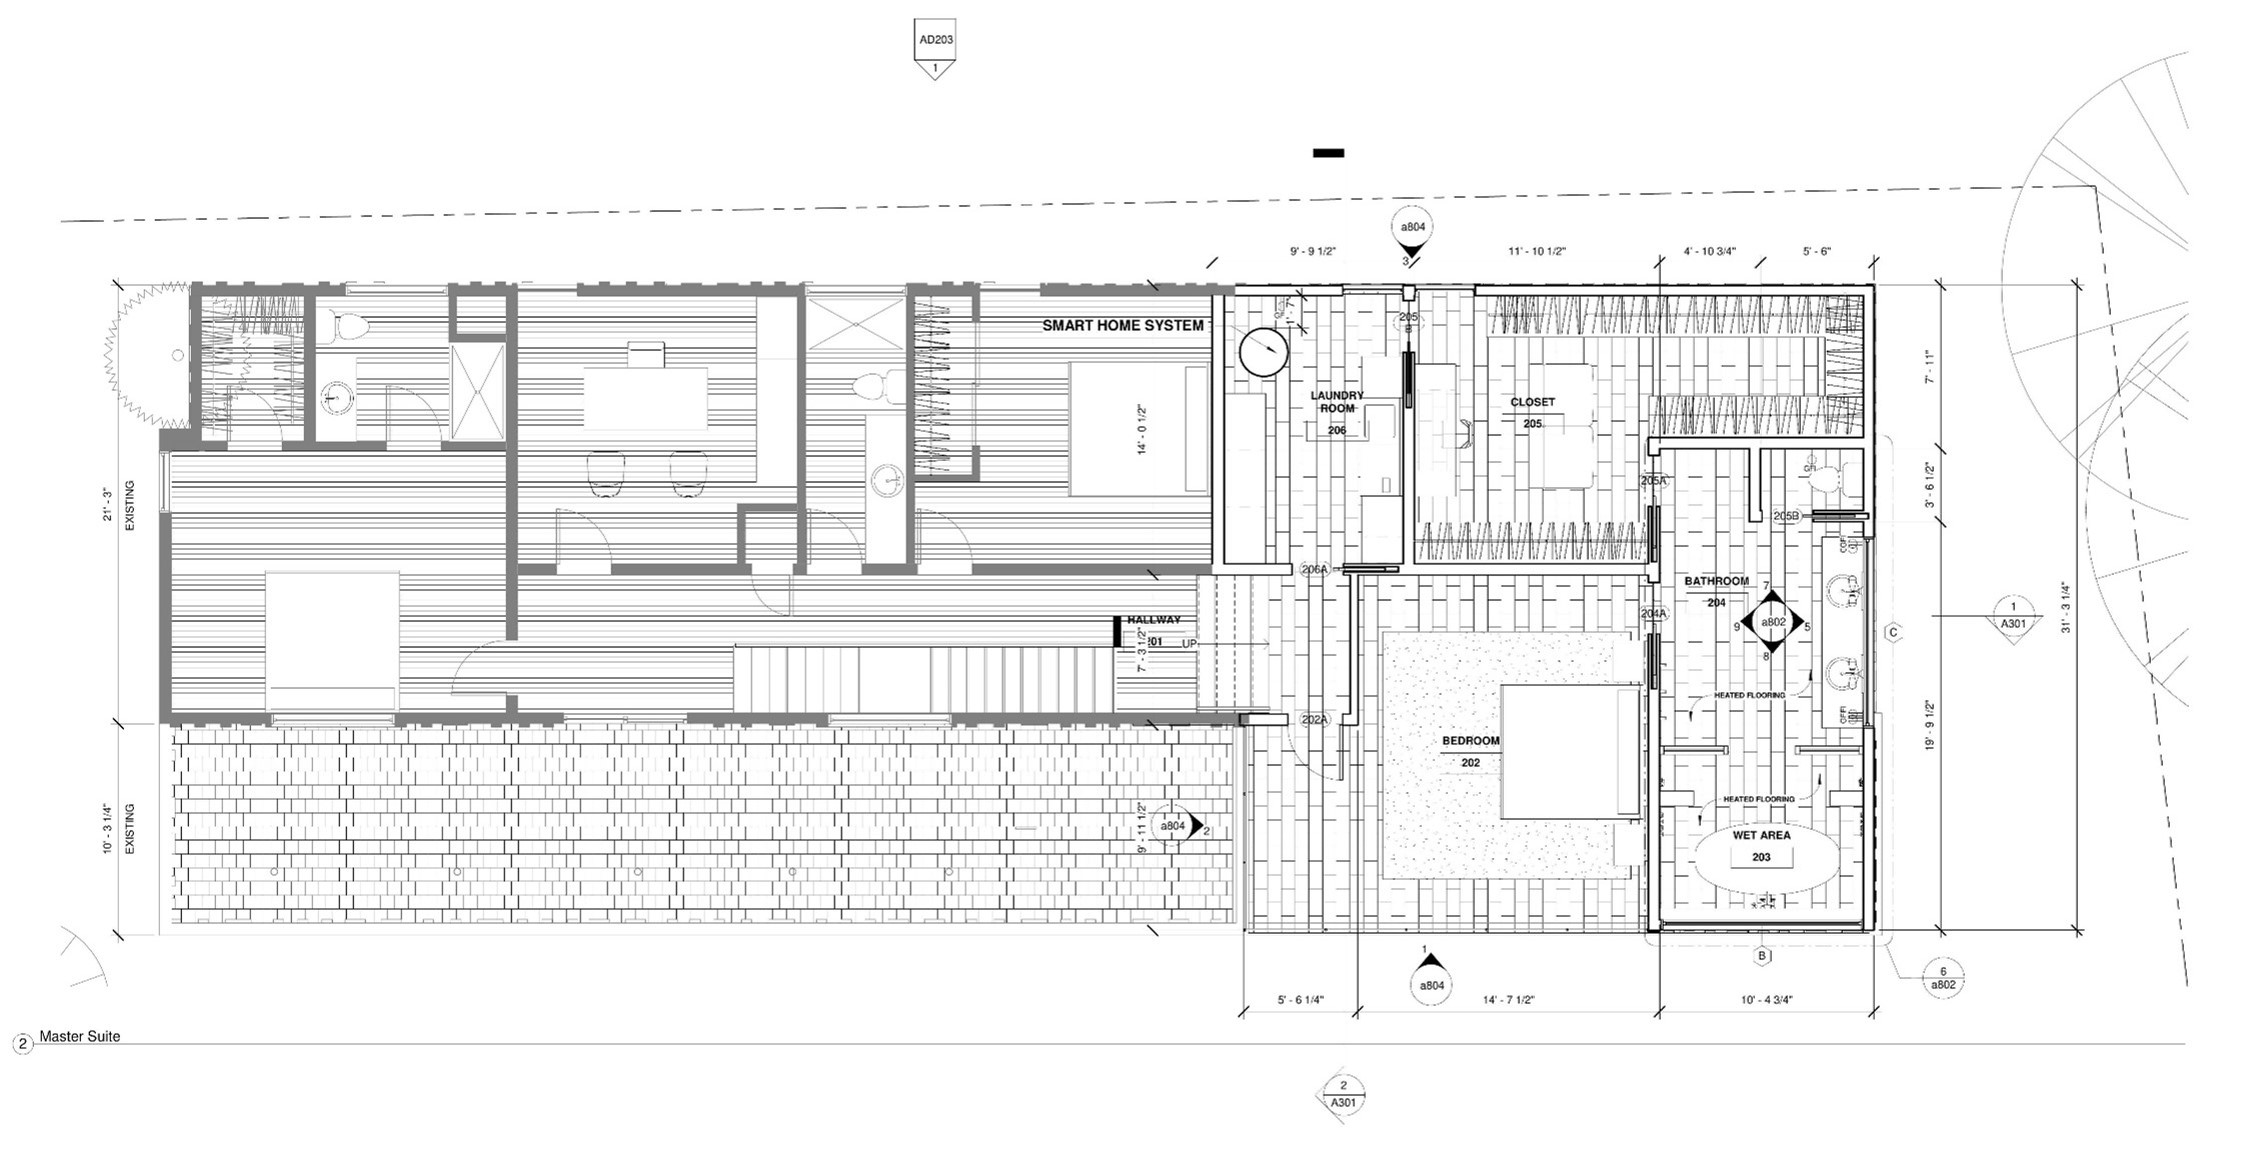 AD203
1
a804
3
9' - 9 1/2"
11' - 10 1/2"
4' - 10 3/4"
5' - 6"
SMART HOME SYSTEM
205
B
LAUNDRY
ROOM
206
CLOSET
205
14' - 0 1/2"
7' - 11"
21' - 3"
EXISTING
205A
3' - 6 1/2"
GFI
205B
206A
BATHROOM
204
7
9
a802
5
8
204A
HALLWAY
201
UP
7' - 3 1/2"
1
A301
31' - 3 1/4"
C
GFI
HEATED FLOORING
GFI
202A
BEDROOM
202
19' - 9 1/2"
HEATED FLOORING
WET AREA
203
10' - 3 1/4"
EXISTING
9' - 11 1/2"
a804
2
1
a804
B
6
a802
5' - 6 1/4"
14' - 7 1/2"
10' - 4 3/4"
2
Master Suite
2
A301